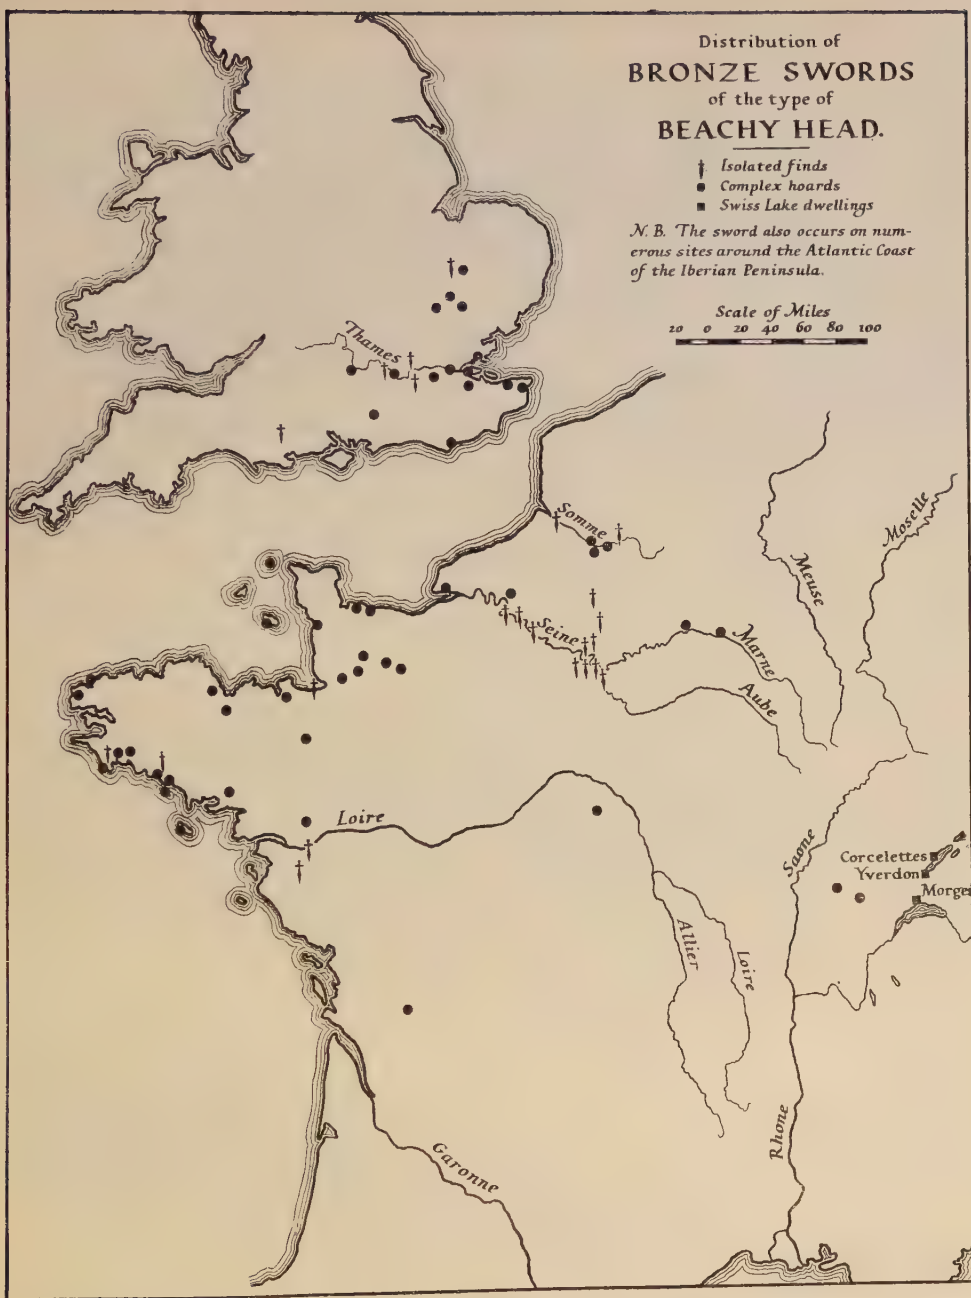 Distribution of
BRONZE SWORDS
of the type of
BEACHY HEAD.
Isolated finds
Complex hoards
Swiss Lake dwellings
N. B. The sword also occurs on num-
erous sites around the Atlantic Coast
of the Iberian Peninsula.
Scale of Miles
20 0 20 40 60 80 100
Thames
Somme
Moselle
Meuse
Seine
Marne
Aube
Loire
Saone
Corcelettes
Yverdon
Morges
Allier
Loire
Rhone
Garonne